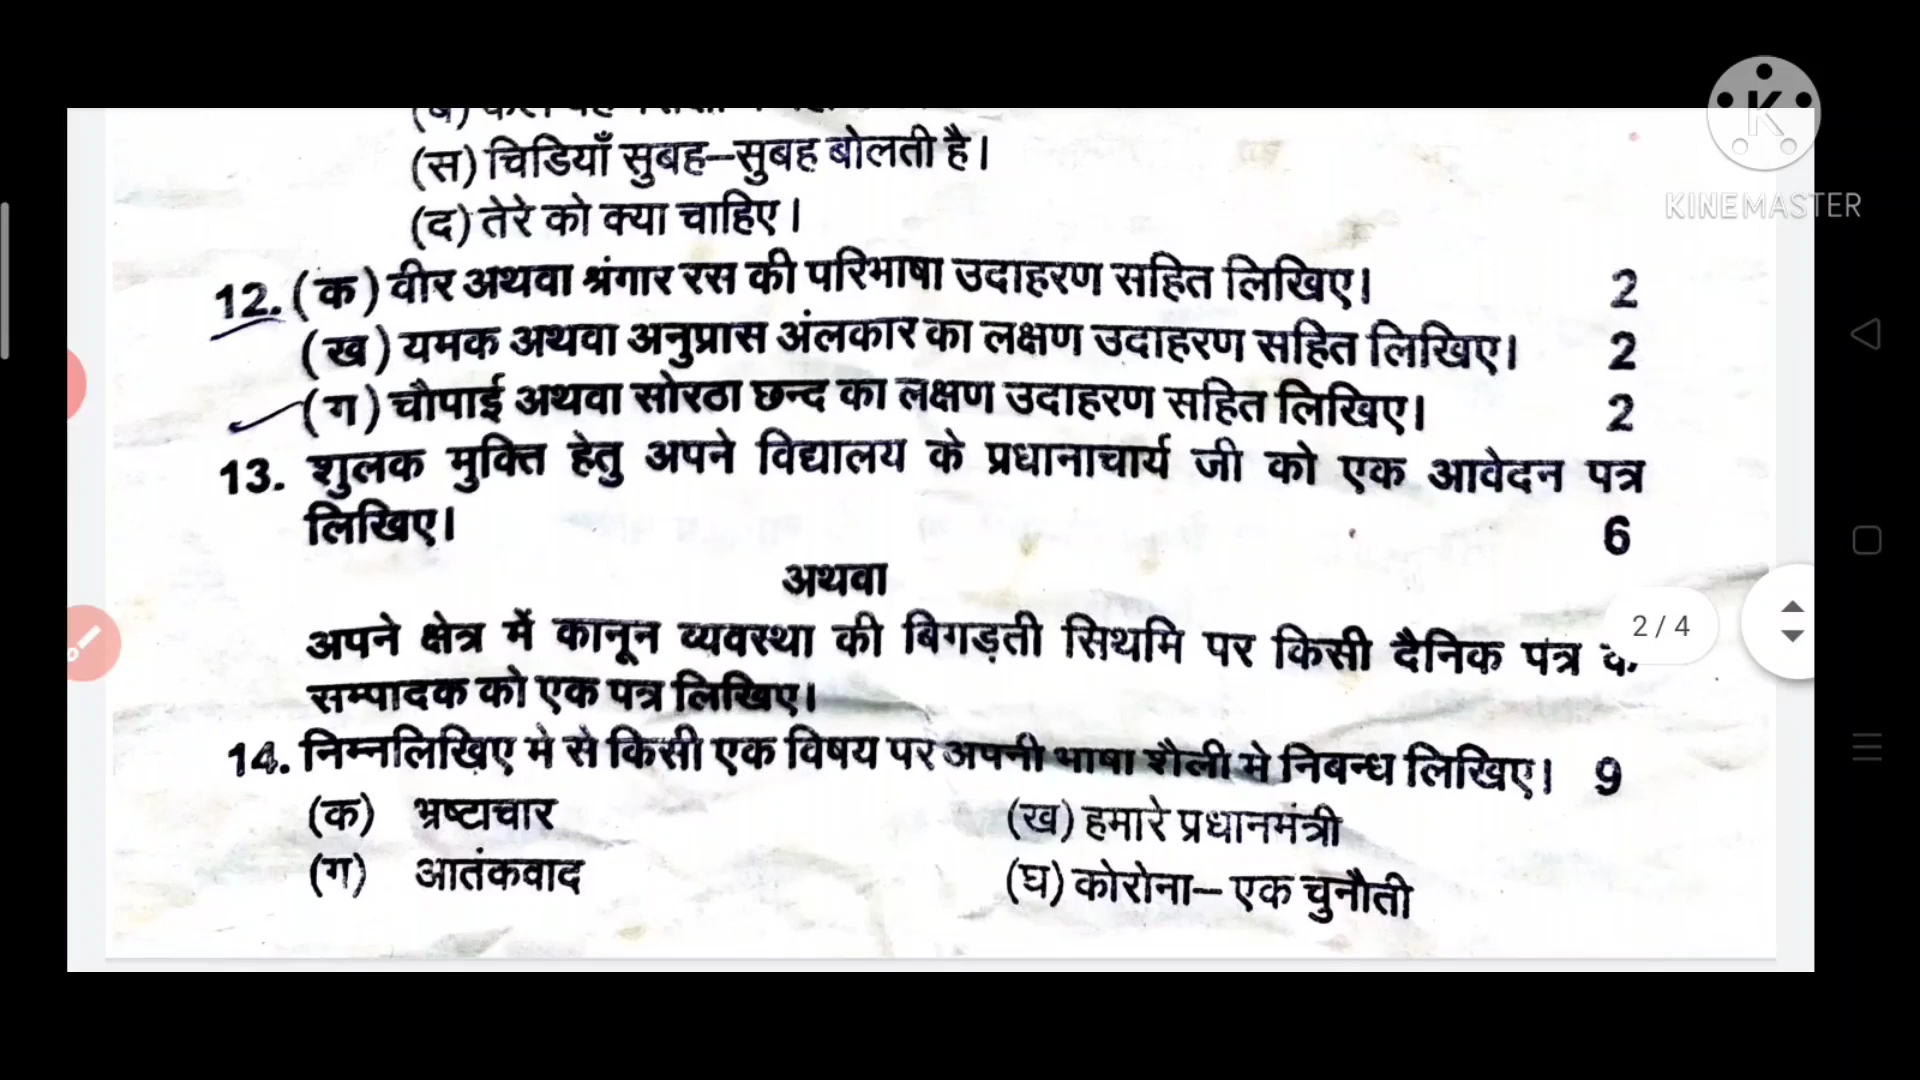 (स) चिडियाँ सुबह–सुबह बोलती है।
(द) तेरे को क्या चाहिए।
12. (क) वीर अथवा श्रंगार रस की परिभाषा उदाहरण सहित लिखिए। 2
(ख) यमक अथवा अनुप्रास अंलकार का लक्षण उदाहरण सहित लिखिए। 2
(ग) चौपाई अथवा सोरठा छन्द का लक्षण उदाहरण सहित लिखिए। 2
13. शुलक मुक्ति हेतु अपने विद्यालय के प्रधानाचार्य जी को एक आवेदन पत्र
लिखिए। 6
अथवा
अपने क्षेत्र में कानून व्यवस्था की बिगड़ती सिथमि पर किसी दैनिक पत्र
सम्पादक को एक पत्र लिखिए।
14. निम्नलिखिए मे से किसी एक विषय पर अपनी भाषा शैली मे निबन्ध लिखिए। 9
(क) भ्रष्टाचार (ख) हमारे प्रधानमंत्री
(ग) आतंकवाद (घ) कोरोना– एक चुनौती
K
KINEMASTER
2/4